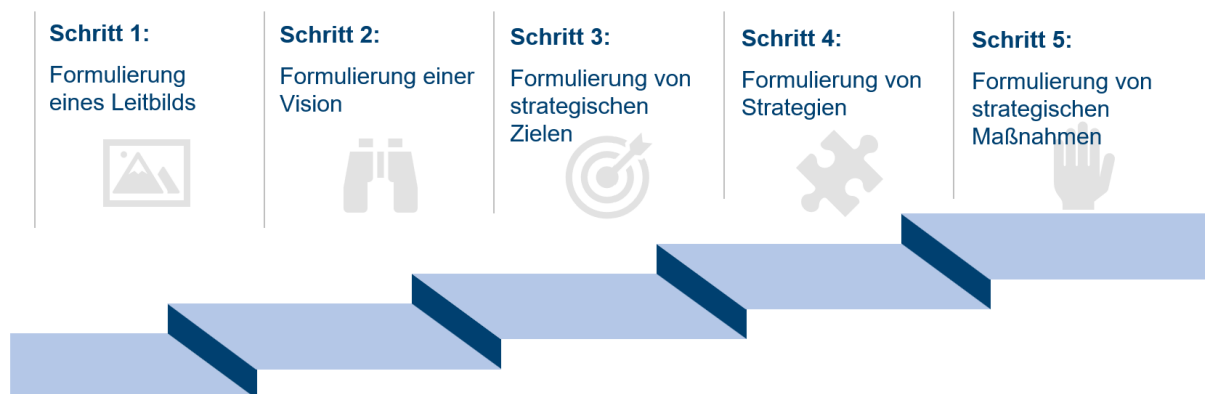 Schritt 1:
Formulierung
eines Leitbilds
Schritt 2:
Formulierung einer
Vision
Schritt 3:
Formulierung von
strategischen
Zielen
Schritt 4:
Formulierung von
Strategien
Schritt 5:
Formulierung von
strategischen
Maßnahmen